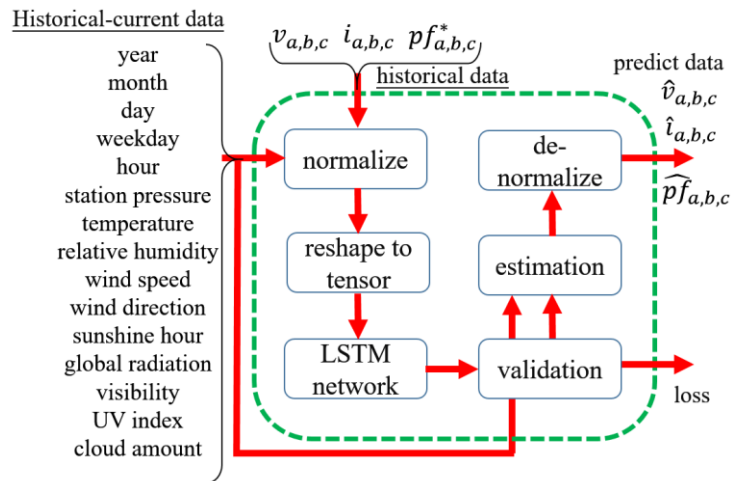 Historical-current data
year
month
day
weekday
hour
station pressure
temperature
relative humidity
wind speed
wind direction
sunshine hour
global radiation
visibility
UV index
cloud amount
v_{a,b,c} i_{a,b,c} pf^*_{a,b,c}
historical data
normalize
reshape to
tensor
LSTM
network
validation
estimation
de-
normalize
predict data
v̂_{a,b,c}
î_{a,b,c}
\widehat{pf}_{a,b,c}
loss